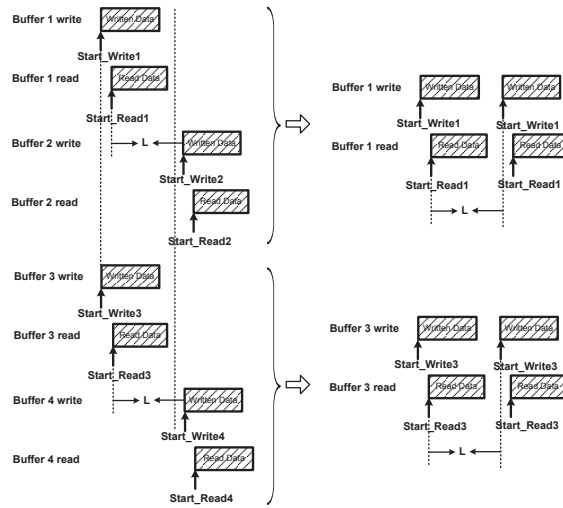 Buffer 1 write
Written Data
Start_Write1
Buffer 1 read
Read Data
Start_Read1
L
Buffer 2 write
Written Data
Start_Write2
Buffer 2 read
Read Data
Start_Read2
Buffer 3 write
Written Data
Start_Write3
Buffer 3 read
Read Data
Start_Read3
L
Buffer 4 write
Written Data
Start_Write4
Buffer 4 read
Read Data
Start_Read4
Buffer 1 write
Written Data
Written Data
Start_Write1
Start_Write1
Buffer 1 read
Read Data
Read Data
Start_Read1
Start_Read1
L
Buffer 3 write
Written Data
Written Data
Start_Write3
Start_Write3
Buffer 3 read
Read Data
Read Data
Start_Read3
Start_Read3
L